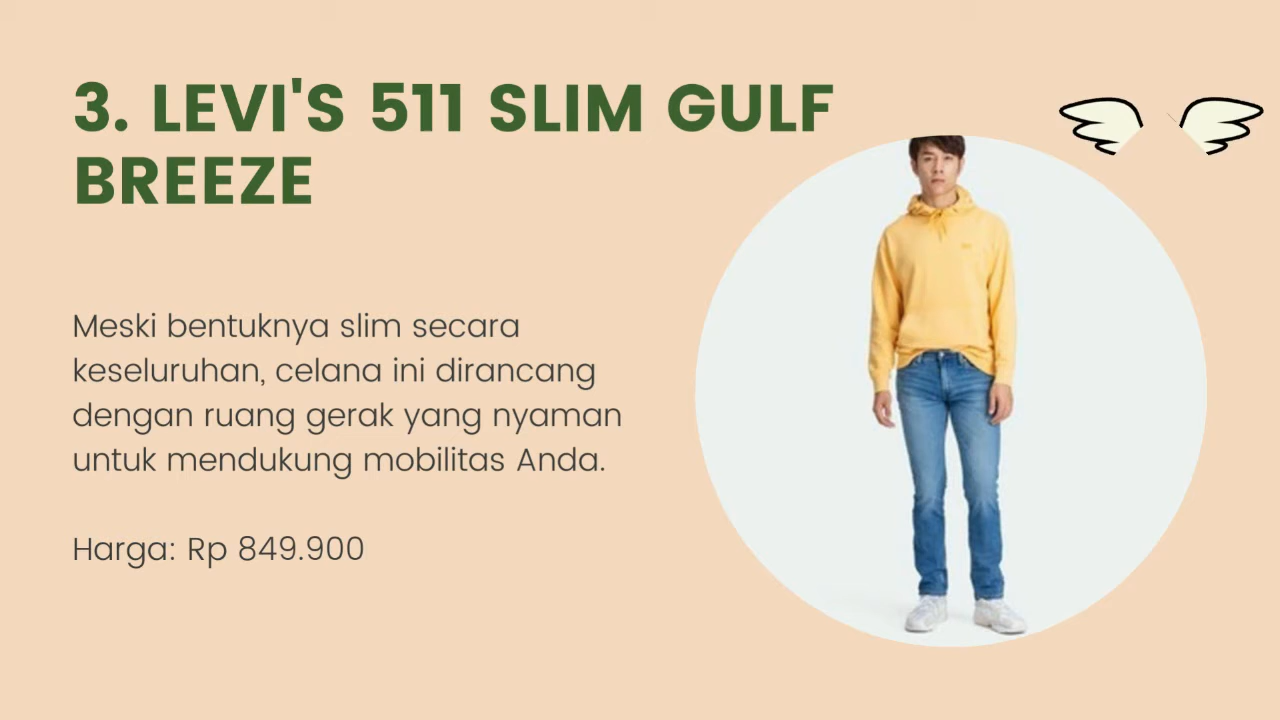 3. LEVI'S 511 SLIM GULF
BREEZE
Meski bentuknya slim secara
keseluruhan, celana ini dirancang
dengan ruang gerak yang nyaman
untuk mendukung mobilitas Anda.
Harga: Rp 849.900